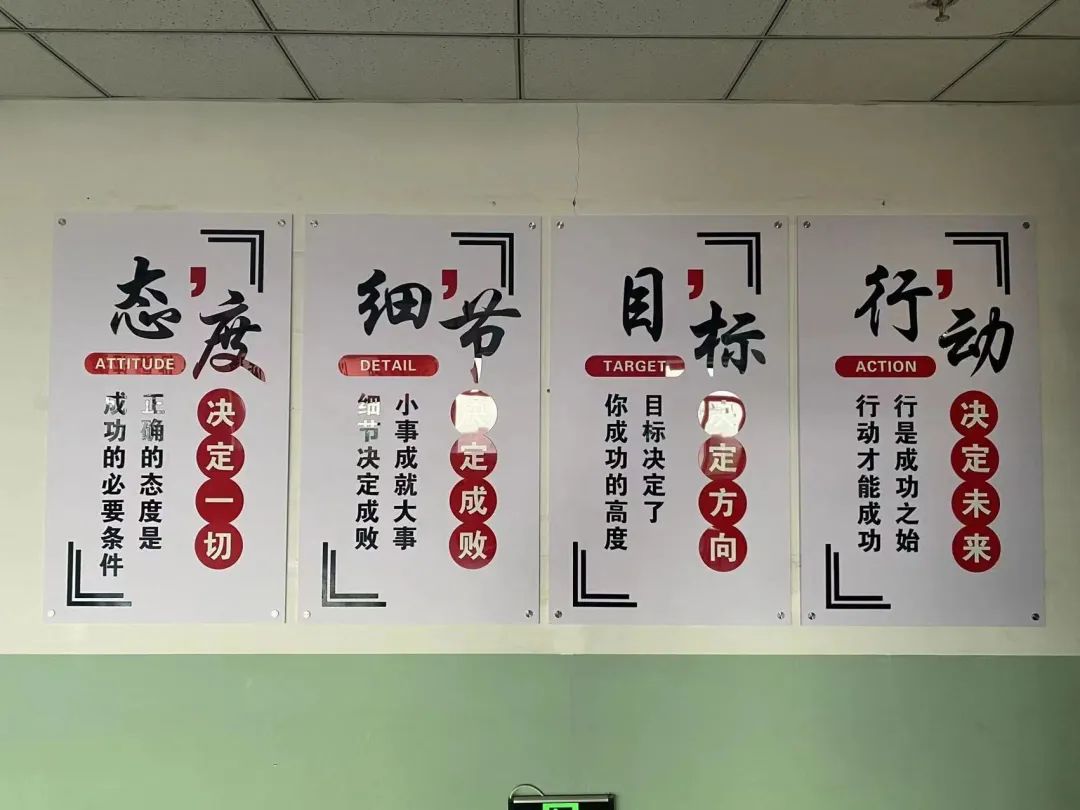 态度
ATTITUDE
决定一切
正确的态度是
成功的必要条件
细节
DETAIL
决定成败
小事成就大事
细节决定成败
目标
TARGET
决定方向
目标决定了
你成功的高度
行动
ACTION
决定未来
行是成功之始
行动才能成功